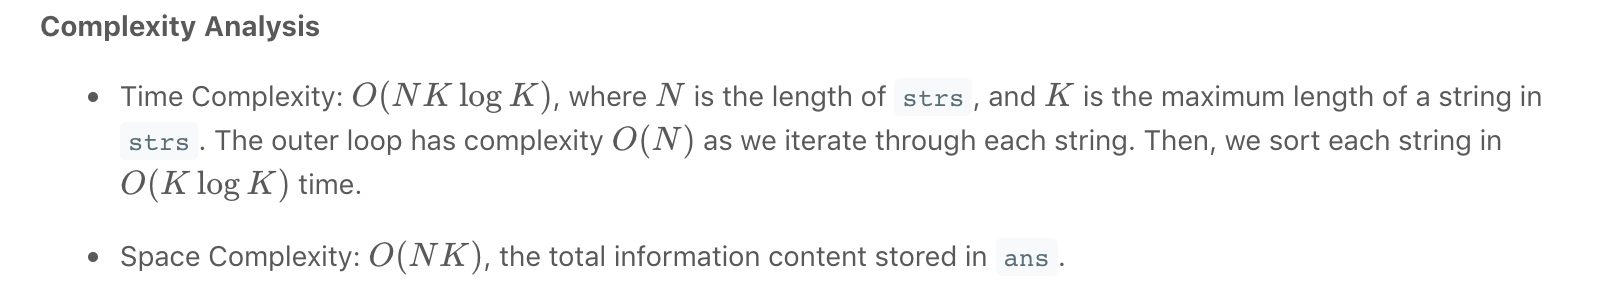 Complexity Analysis
• Time Complexity: O(NK log K), where N is the length of strs , and K is the maximum length of a string in
strs . The outer loop has complexity O(N) as we iterate through each string. Then, we sort each string in
O(K log K) time.
• Space Complexity: O(NK), the total information content stored in ans .